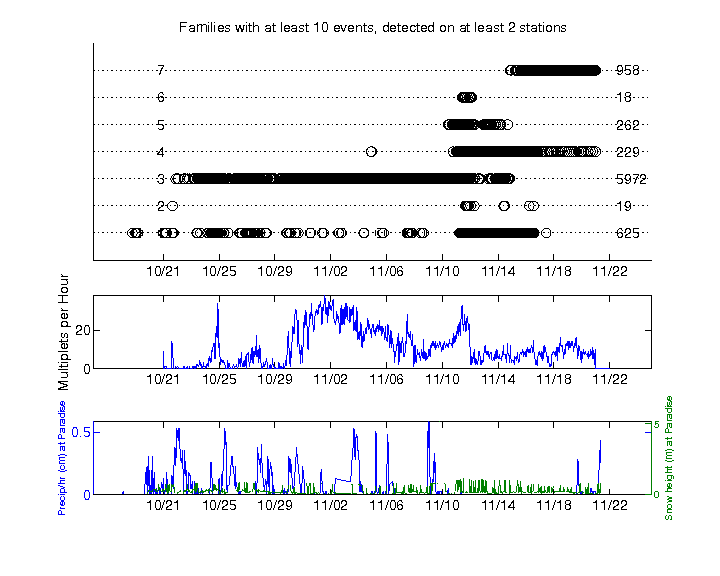 Families with at least 10 events, detected on at least 2 stations
7 958
6 18
5 262
4 229
3 5972
2 19
625
10/21 10/25 10/29 11/02 11/06 11/10 11/14 11/18 11/22
Multiplets per Hour
20
0
10/21 10/25 10/29 11/02 11/06 11/10 11/14 11/18 11/22
Precip/hr (cm) at Paradise
0.5
0
5
0
Snow height (m) at Paradise
10/21 10/25 10/29 11/02 11/06 11/10 11/14 11/18 11/22